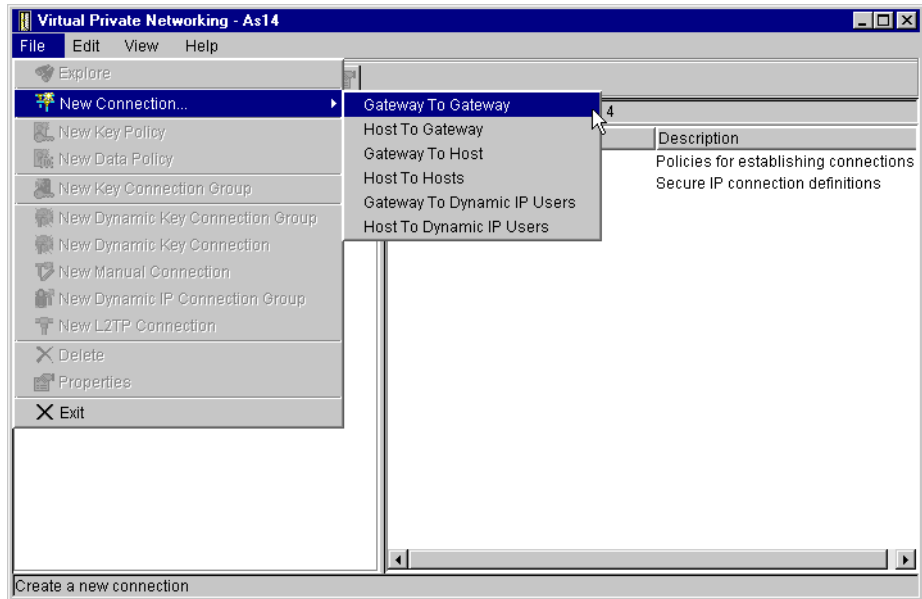 Virtual Private Networking - As14
File Edit View Help
Explore
New Connection...
New Key Policy
New Data Policy
New Key Connection Group
New Dynamic Key Connection Group
New Dynamic Key Connection
New Manual Connection
New Dynamic IP Connection Group
New L2TP Connection
Delete
Properties
Exit
Gateway To Gateway
Host To Gateway
Gateway To Host
Host To Hosts
Gateway To Dynamic IP Users
Host To Dynamic IP Users
4
Description
Policies for establishing connections
Secure IP connection definitions
Create a new connection